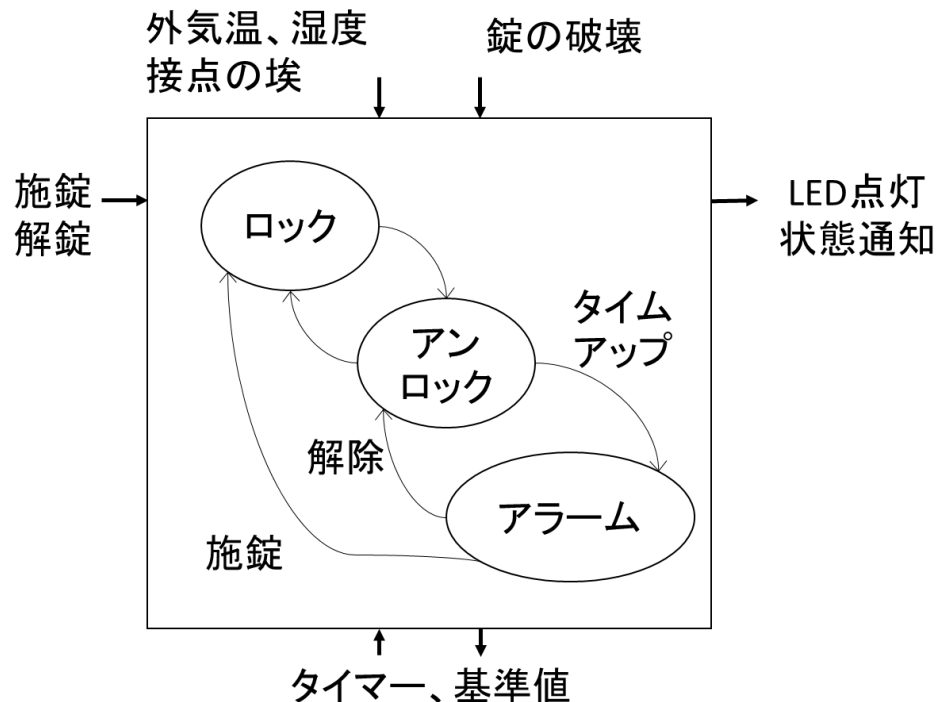 外気温、湿度
接点の埃
錠の破壊
施錠
解錠
LED点灯
状態通知
ロック
アン
ロック
タイム
アップ
解除
アラーム
施錠
タイマー、基準値